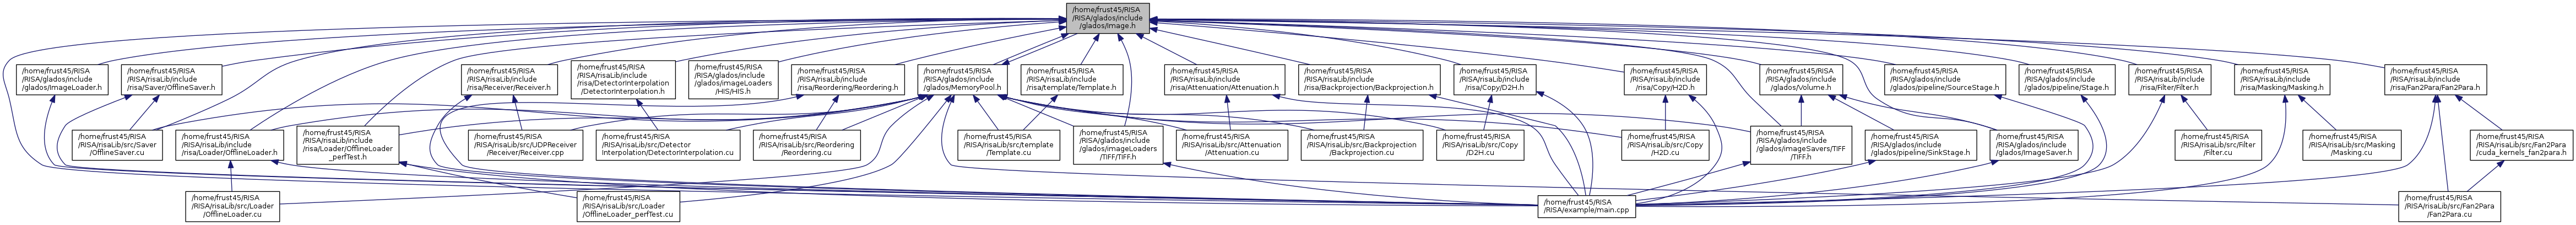 /home/frust45/RISA
/RISA/glados/include
/glados/Image.h
/home/frust45/RISA
/RISA/glados/include
/glados/ImageLoader.h
/home/frust45/RISA
/RISA/risaLib/include
/risa/Saver/OfflineSaver.h
/home/frust45/RISA
/RISA/risaLib/include
/risa/Receiver/Receiver.h
/home/frust45/RISA
/RISA/risaLib/include
/risa/DetectorInterpolation
/DetectorInterpolation.h
/home/frust45/RISA
/RISA/glados/include
/glados/imageLoaders
/HIS/HIS.h
/home/frust45/RISA
/RISA/risaLib/include
/risa/Reordering/Reordering.h
/home/frust45/RISA
/RISA/glados/include
/glados/MemoryPool.h
/home/frust45/RISA
/RISA/risaLib/include
/risa/template/Template.h
/home/frust45/RISA
/RISA/risaLib/include
/risa/Attenuation/Attenuation.h
/home/frust45/RISA
/RISA/risaLib/include
/risa/Backprojection/Backprojection.h
/home/frust45/RISA
/RISA/risaLib/include
/risa/Copy/D2H.h
/home/frust45/RISA
/RISA/risaLib/include
/risa/Copy/H2D.h
/home/frust45/RISA
/RISA/glados/include
/glados/Volume.h
/home/frust45/RISA
/RISA/glados/include
/glados/pipeline/SourceStage.h
/home/frust45/RISA
/RISA/glados/include
/glados/pipeline/Stage.h
/home/frust45/RISA
/RISA/risaLib/include
/risa/Filter/Filter.h
/home/frust45/RISA
/RISA/risaLib/include
/risa/Masking/Masking.h
/home/frust45/RISA
/RISA/risaLib/include
/risa/Fan2Para/Fan2Para.h
/home/frust45/RISA
/RISA/risaLib/src/Saver
/OfflineSaver.cu
/home/frust45/RISA
/RISA/risaLib/include
/risa/Loader/OfflineLoader.h
/home/frust45/RISA
/RISA/risaLib/include
/risa/Loader/OfflineLoader
_perfTest.h
/home/frust45/RISA
/RISA/risaLib/src/UDPReceiver
/Receiver/Receiver.cpp
/home/frust45/RISA
/RISA/risaLib/src/Detector
Interpolation/DetectorInterpolation.cu
/home/frust45/RISA
/RISA/risaLib/src/Reordering
/Reordering.cu
/home/frust45/RISA
/RISA/risaLib/src/template
/Template.cu
/home/frust45/RISA
/RISA/glados/include
/glados/imageLoaders
/TIFF/TIFF.h
/home/frust45/RISA
/RISA/risaLib/src/Attenuation
/Attenuation.cu
/home/frust45/RISA
/RISA/risaLib/src/Backprojection
/Backprojection.cu
/home/frust45/RISA
/RISA/risaLib/src/Copy
/D2H.cu
/home/frust45/RISA
/RISA/risaLib/src/Copy
/H2D.cu
/home/frust45/RISA
/RISA/glados/include
/glados/imageSavers/TIFF
/TIFF.h
/home/frust45/RISA
/RISA/glados/include
/glados/pipeline/SinkStage.h
/home/frust45/RISA
/RISA/glados/include
/glados/ImageSaver.h
/home/frust45/RISA
/RISA/risaLib/src/Filter
/Filter.cu
/home/frust45/RISA
/RISA/risaLib/src/Masking
/Masking.cu
/home/frust45/RISA
/RISA/risaLib/src/Fan2Para
/cuda_kernels_fan2para.h
/home/frust45/RISA
/RISA/risaLib/src/Loader
/OfflineLoader.cu
/home/frust45/RISA
/RISA/risaLib/src/Loader
/OfflineLoader_perfTest.cu
/home/frust45/RISA
/RISA/example/main.cpp
/home/frust45/RISA
/RISA/risaLib/src/Fan2Para
/Fan2Para.cu